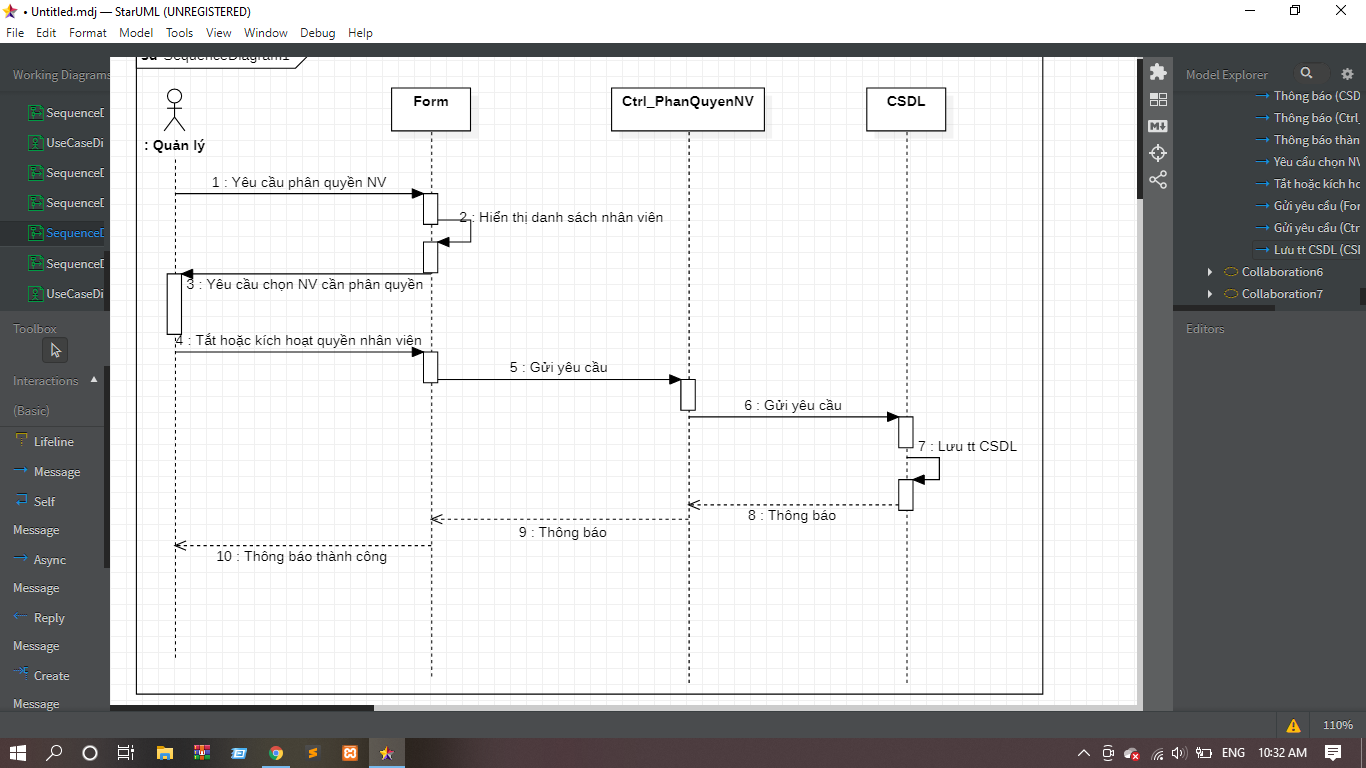 • Untitled.mdj — StarUML (UNREGISTERED)
File Edit Format Model Tools View Window Debug Help
Working Diagrams
SequenceD
UseCaseDi
SequenceD
SequenceD
SequenceD
SequenceD
UseCaseDi
Toolbox
Interactions
(Basic)
Lifeline
Message
Self
Message
Async
Message
Reply
Message
Create
Message
sd SequenceDiagram1
: Quản lý
Form
Ctrl_PhanQuyenNV
CSDL
1 : Yêu cầu phân quyền NV
2 : Hiển thị danh sách nhân viên
3 : Yêu cầu chọn NV cần phân quyền
4 : Tắt hoặc kích hoạt quyền nhân viên
5 : Gửi yêu cầu
6 : Gửi yêu cầu
7 : Lưu tt CSDL
8 : Thông báo
9 : Thông báo
10 : Thông báo thành công
Model Explorer
Thông báo (CSD
Thông báo (Ctrl_
Thông báo thàn
Yêu cầu chọn NV
Tắt hoặc kích ho
Gửi yêu cầu (For
Gửi yêu cầu (Ctr
Lưu tt CSDL (CSI
Collaboration6
Collaboration7
Editors
110%
ENG
10:32 AM